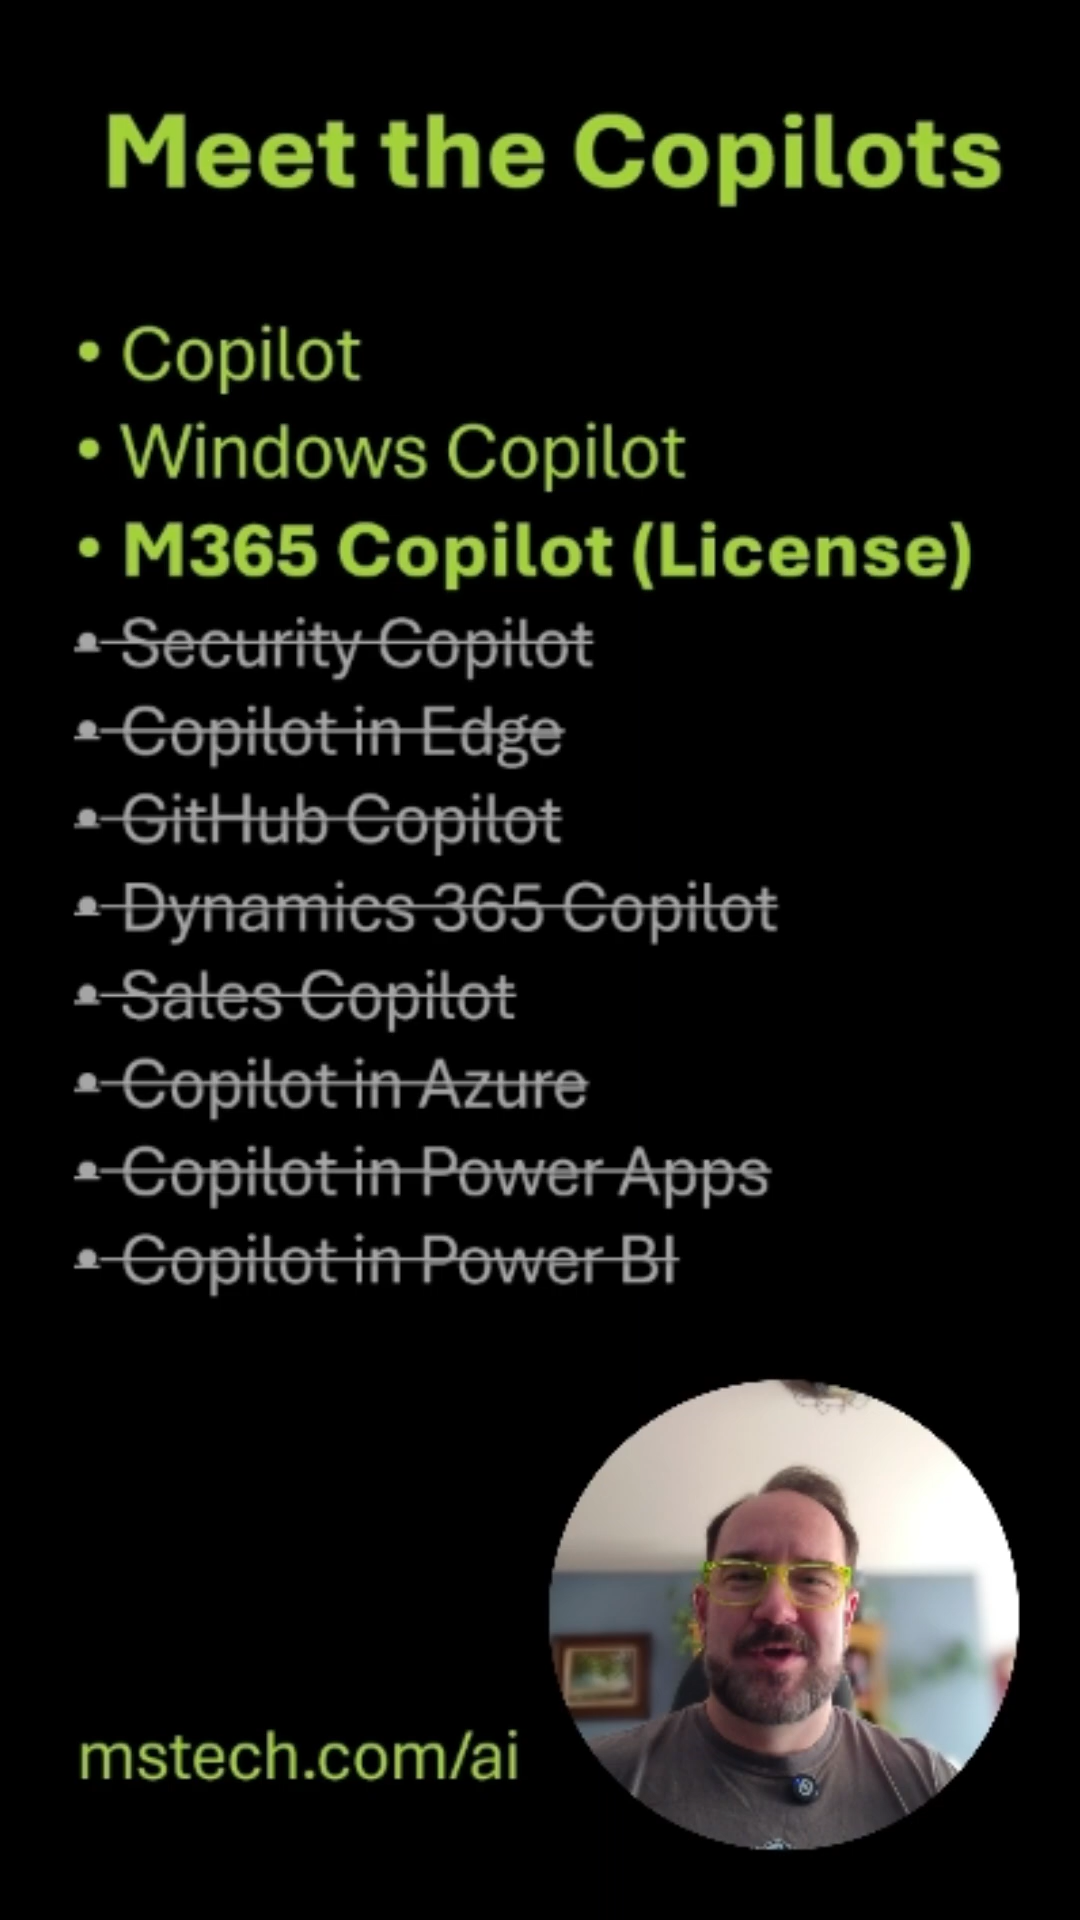 Meet the Copilots
• Copilot
• Windows Copilot
• M365 Copilot (License)
• Security Copilot
• Copilot in Edge
• GitHub Copilot
• Dynamics 365 Copilot
• Sales Copilot
• Copilot in Azure
• Copilot in Power Apps
• Copilot in Power BI
mstech.com/ai